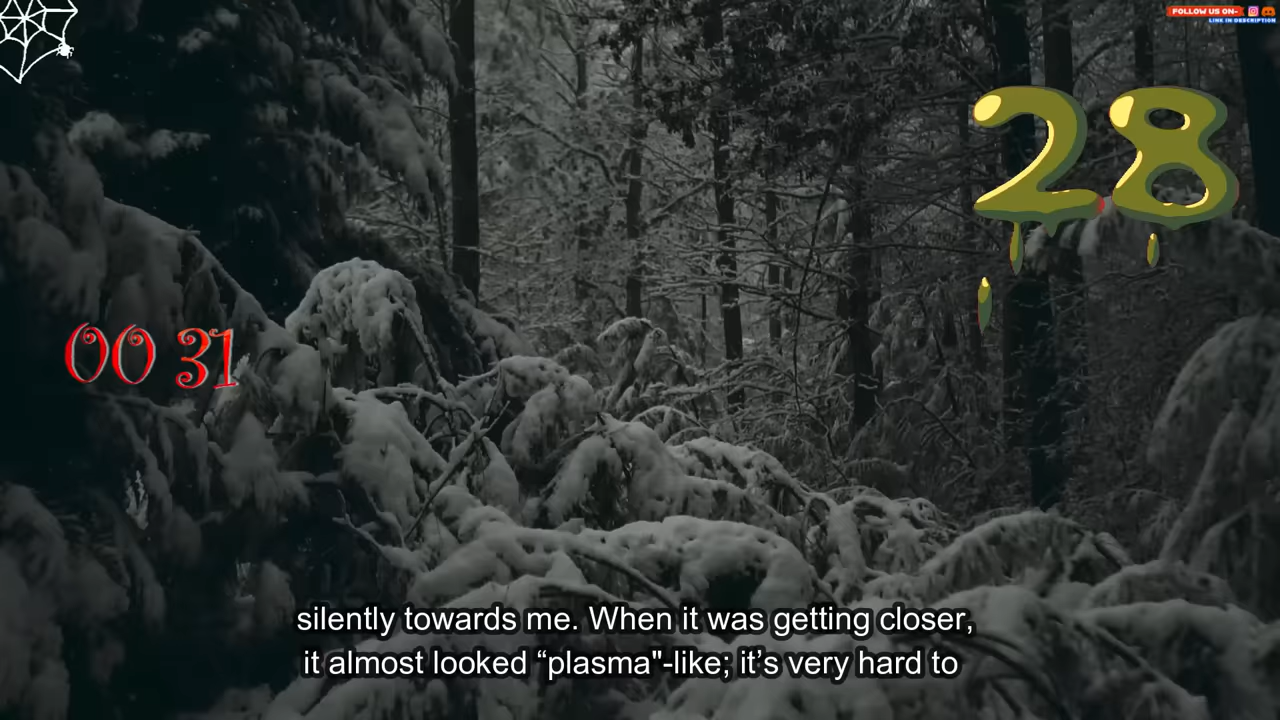 FOLLOW US ON-
LINK IN DESCRIPTION
28
00 31
silently towards me. When it was getting closer,
it almost looked “plasma"-like; it’s very hard to